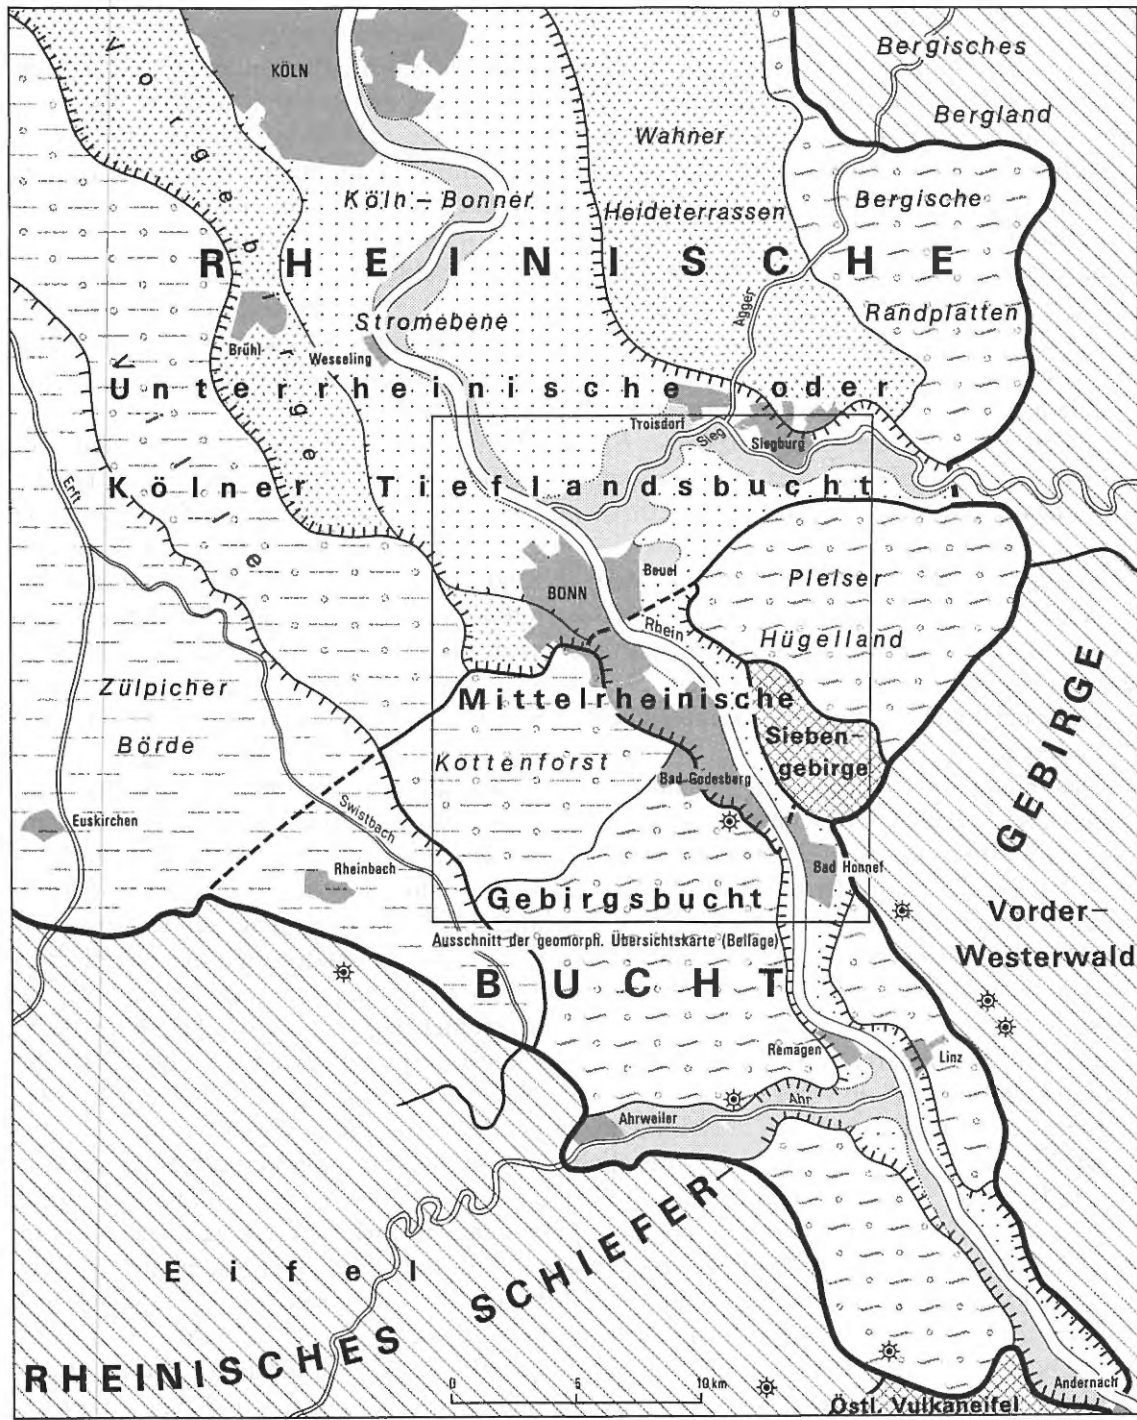 Bergisches
Bergland
KÖLN
Vorgebirge
Wahner
Heideterrassen
Köln – Bonner
Stromebene
Bergische
Randplatten
RHEINISCHE
Agger
Brühl
Wesseling
Unterrheinische oder
Troisdorf
Sieg
Siegburg
Ville
Kölner Tieflandsbucht
Erft
BONN
Beuel
Rhein
Pleiser
Hügelland
Zülpicher
Börde
Mittelrheinische
Kottenforst
Sieben-
gebirge
Bad Godesberg
Swistbach
Euskirchen
Rheinbach
Bad Honnef
GEBIRGE
Gebirgsbucht
Vorder–
Westerwald
Ausschnitt der geomorph. Übersichtskarte (Beilage)
BUCHT
Remagen
Linz
Ahr
Ahrweiler
Eifel
RHEINISCHES SCHIEFER–
0 5 10 km
Andernach
Östl. Vulkaneifel